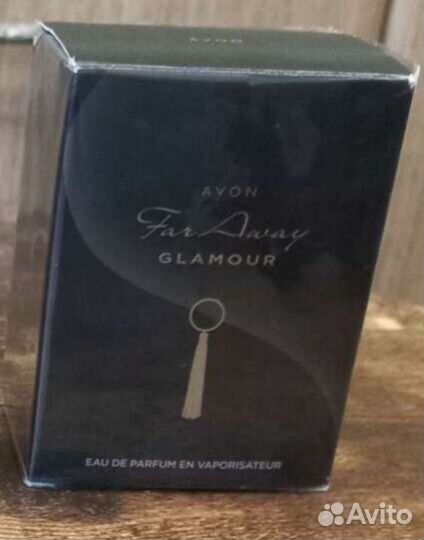 AVON
AVON
Far Away
GLAMOUR
EAU DE PARFUM EN VAPORISATEUR
Avito